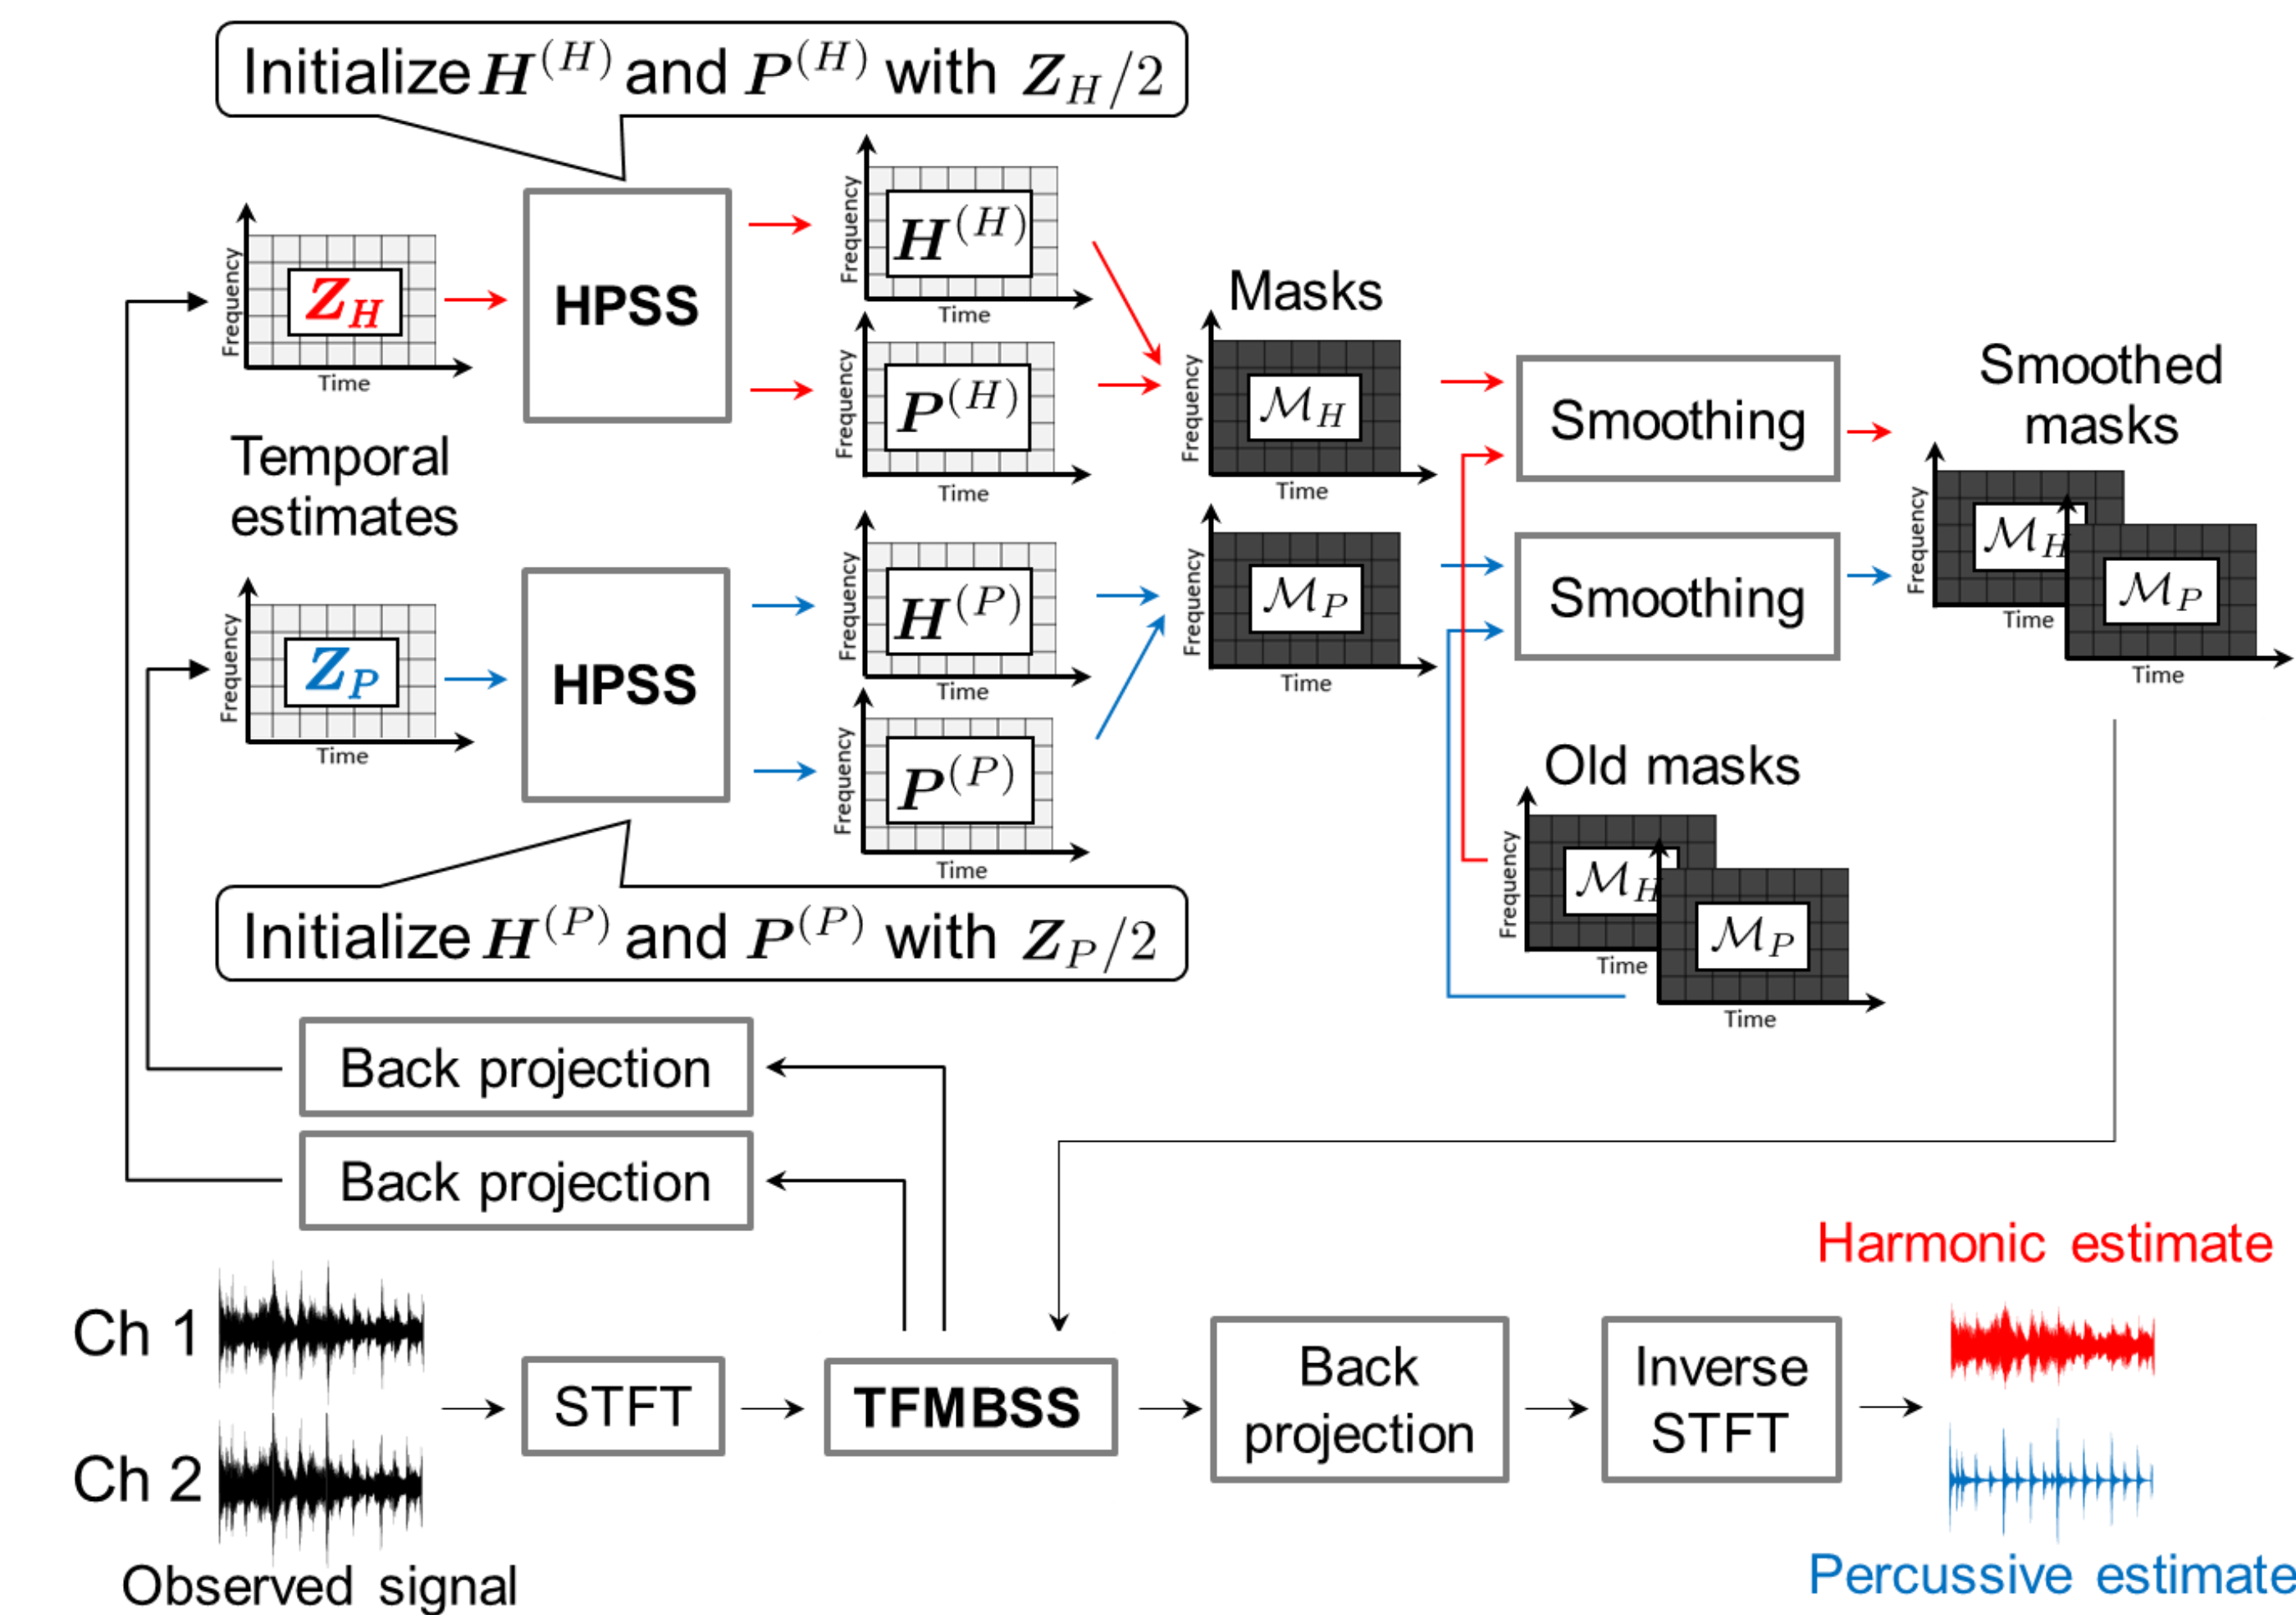 Initialize H^(H) and P^(H) with Z_H/2
Frequency
Z_H
Time
HPSS
Frequency
H^(H)
Time
Frequency
P^(H)
Time
Masks
Frequency
M_H
Time
Smoothing
Smoothed
masks
Frequency
M_H
Time
M_P
Time
Temporal
estimates
Frequency
Z_P
Time
HPSS
Frequency
H^(P)
Time
Frequency
P^(P)
Time
Frequency
M_P
Time
Smoothing
Old masks
Frequency
M_H
Time
M_P
Time
Initialize H^(P) and P^(P) with Z_P/2
Back projection
Back projection
Ch 1
Ch 2
Observed signal
STFT
TFMBSS
Back
projection
Inverse
STFT
Harmonic estimate
Percussive estimate